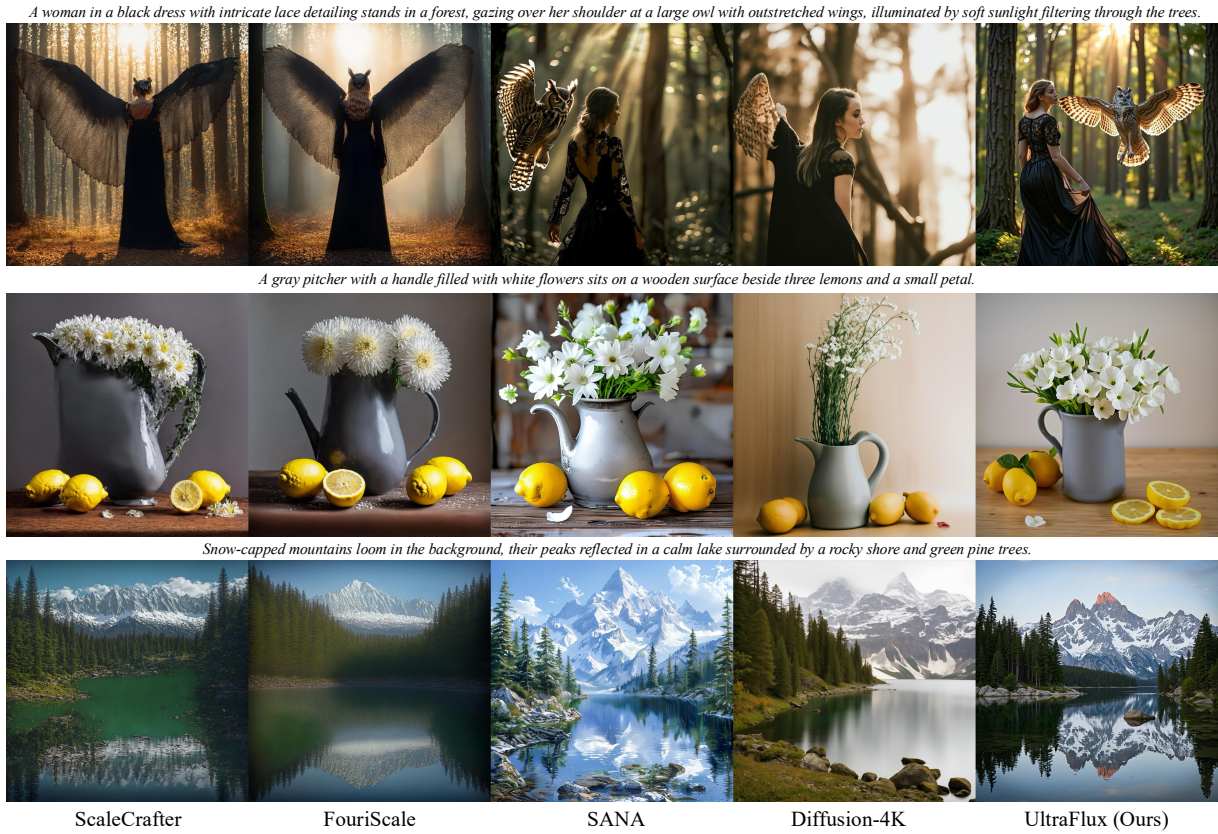 A woman in a black dress with intricate lace detailing stands in a forest, gazing over her shoulder at a large owl with outstretched wings, illuminated by soft sunlight filtering through the trees.
A gray pitcher with a handle filled with white flowers sits on a wooden surface beside three lemons and a small petal.
Snow-capped mountains loom in the background, their peaks reflected in a calm lake surrounded by a rocky shore and green pine trees.
ScaleCrafter FouriScale SANA Diffusion-4K UltraFlux (Ours)